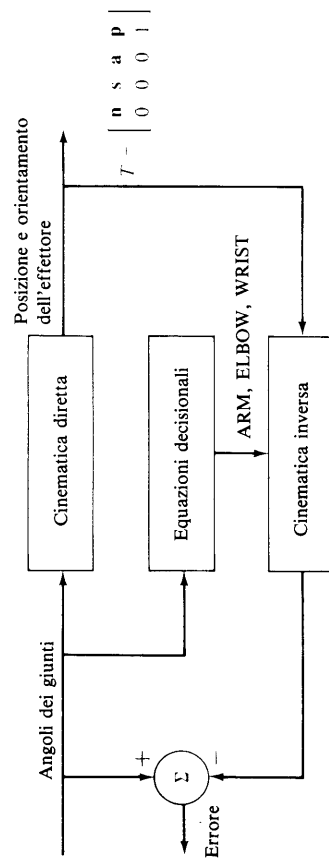 Angoli dei giunti
Cinematica diretta
Posizione e orientamento
dell'effettore
T = | n s a p |
| 0 0 0 1 |
Equazioni decisionali
ARM, ELBOW, WRIST
+
Σ
−
Errore
Cinematica inversa